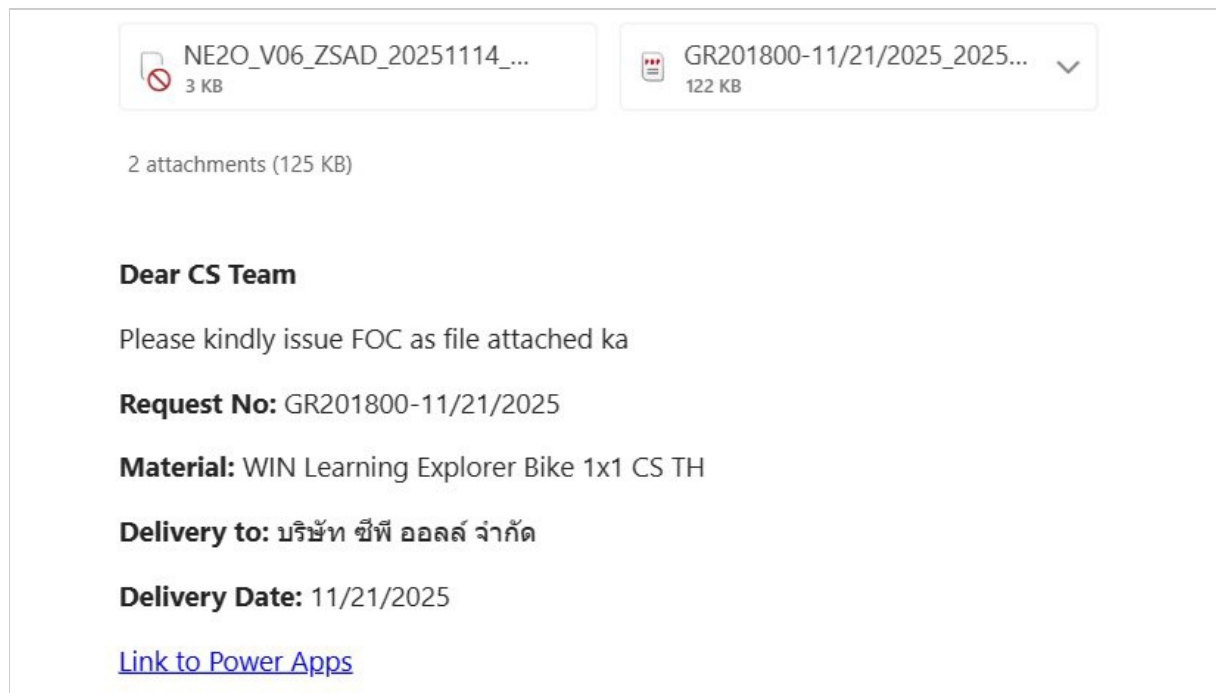 NE2O_V06_ZSAD_20251114_...
3 KB
GR201800-11/21/2025_2025...
122 KB
2 attachments (125 KB)
Dear CS Team
Please kindly issue FOC as file attached ka
Request No: GR201800-11/21/2025
Material: WIN Learning Explorer Bike 1x1 CS TH
Delivery to: บริษัท ซีพี ออลล์ จำกัด
Delivery Date: 11/21/2025
Link to Power Apps